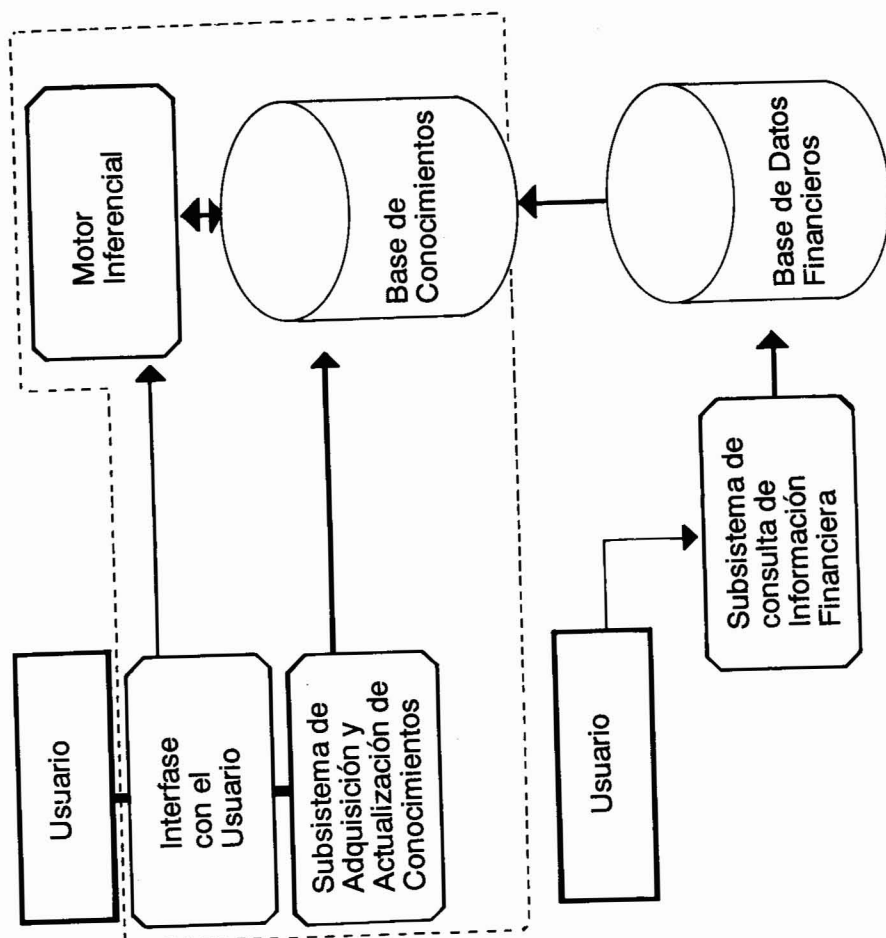 Usuario
Interfase
con el
Usuario
Subsistema de
Adquisición y
Actualización de
Conocimientos
Motor
Inferencial
Base de
Conocimientos
Usuario
Subsistema de
consulta de
Información
Financiera
Base de Datos
Financieros